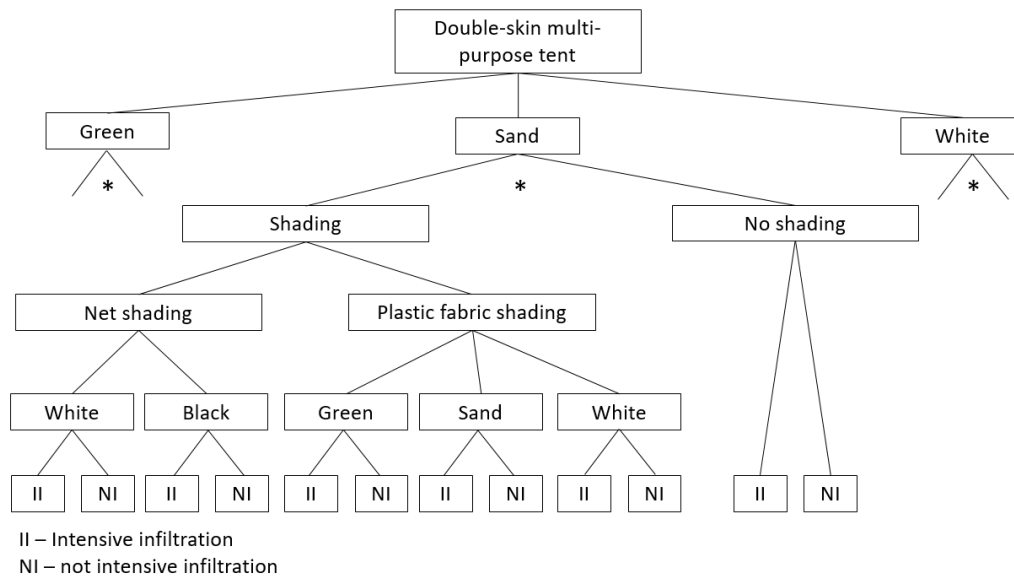 Double-skin multi-
purpose tent
Green
Sand
White
*
*
*
Shading
No shading
Net shading
Plastic fabric shading
White
Black
Green
Sand
White
II
NI
II
NI
II
NI
II
NI
II
NI
II
NI
II – Intensive infiltration
NI – not intensive infiltration